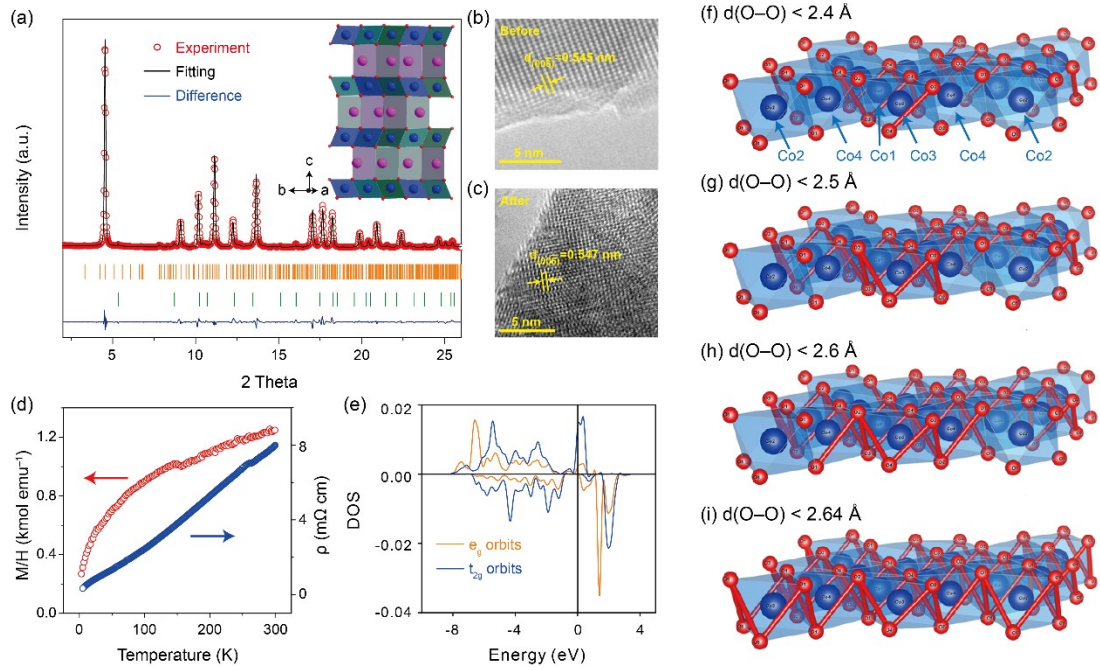 (a)
Experiment
Fitting
Difference
c
b
a
Intensity (a.u.)
5
10
15
20
25
2 Theta
(b)
Before
d(006)=0.545 nm
5 nm
(c)
After
d(006)=0.547 nm
5 nm
(d)
1.2
0.9
0.6
0.3
0.0
M/H (kmol emu⁻¹)
8
4
0
ρ (mΩ cm)
0
100
200
300
Temperature (K)
(e)
0.02
0.00
-0.02
-0.04
DOS
eg orbits
t2g orbits
-8
-4
0
4
Energy (eV)
(f) d(O–O) < 2.4 Å
Co2
Co4
Co1
Co3
Co4
Co2
(g) d(O–O) < 2.5 Å
(h) d(O–O) < 2.6 Å
(i) d(O–O) < 2.64 Å